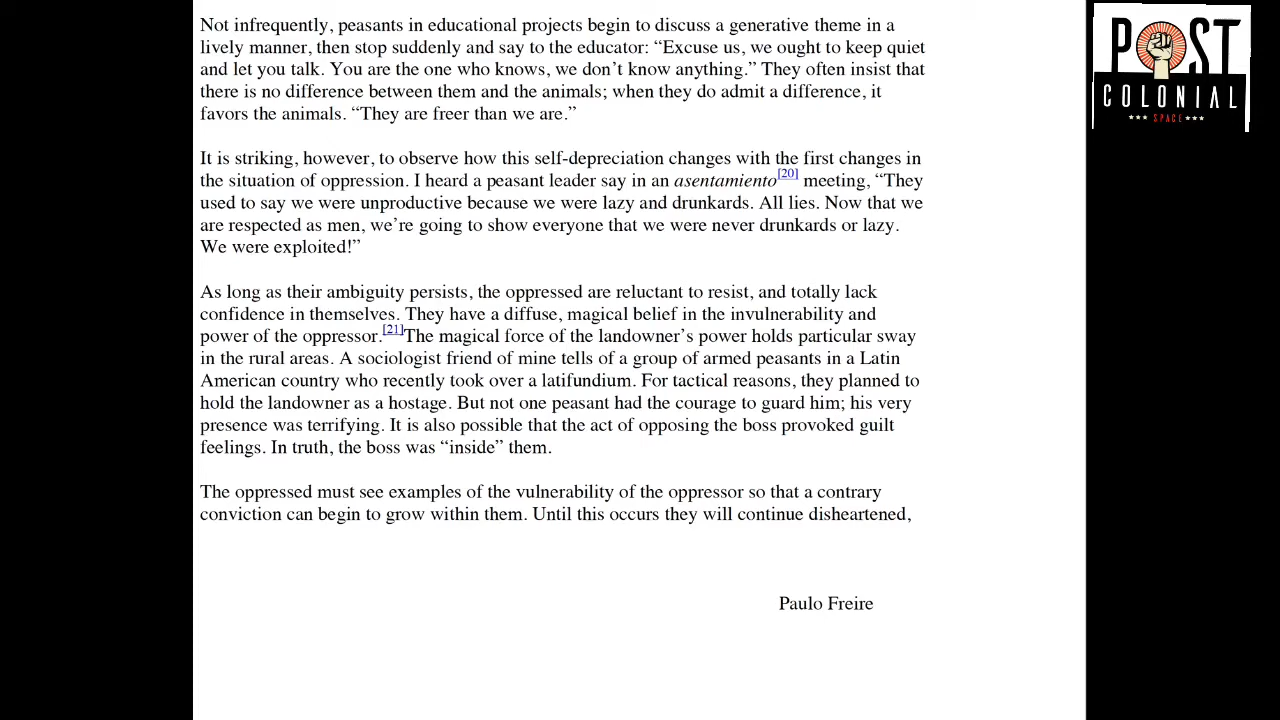 Not infrequently, peasants in educational projects begin to discuss a generative theme in a
lively manner, then stop suddenly and say to the educator: “Excuse us, we ought to keep quiet
and let you talk. You are the one who knows, we don’t know anything.” They often insist that
there is no difference between them and the animals; when they do admit a difference, it
favors the animals. “They are freer than we are.”
It is striking, however, to observe how this self-depreciation changes with the first changes in
the situation of oppression. I heard a peasant leader say in an asentamiento[20] meeting, “They
used to say we were unproductive because we were lazy and drunkards. All lies. Now that we
are respected as men, we’re going to show everyone that we were never drunkards or lazy.
We were exploited!”
As long as their ambiguity persists, the oppressed are reluctant to resist, and totally lack
confidence in themselves. They have a diffuse, magical belief in the invulnerability and
power of the oppressor.[21]The magical force of the landowner’s power holds particular sway
in the rural areas. A sociologist friend of mine tells of a group of armed peasants in a Latin
American country who recently took over a latifundium. For tactical reasons, they planned to
hold the landowner as a hostage. But not one peasant had the courage to guard him; his very
presence was terrifying. It is also possible that the act of opposing the boss provoked guilt
feelings. In truth, the boss was “inside” them.
The oppressed must see examples of the vulnerability of the oppressor so that a contrary
conviction can begin to grow within them. Until this occurs they will continue disheartened,
Paulo Freire
POST
COLONIAL
SPACE